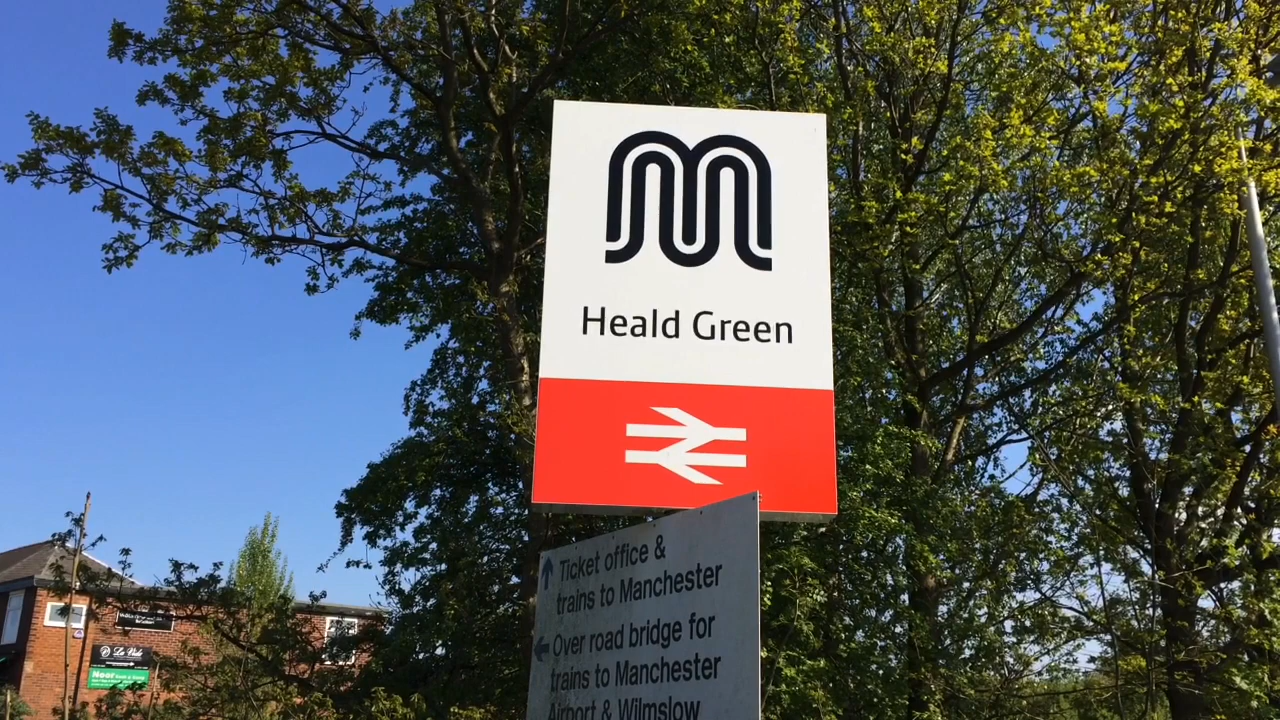 Heald Green
Ticket office &
trains to Manchester
Over road bridge for
trains to Manchester
Airport & Wilmslow
La Vida
Noor